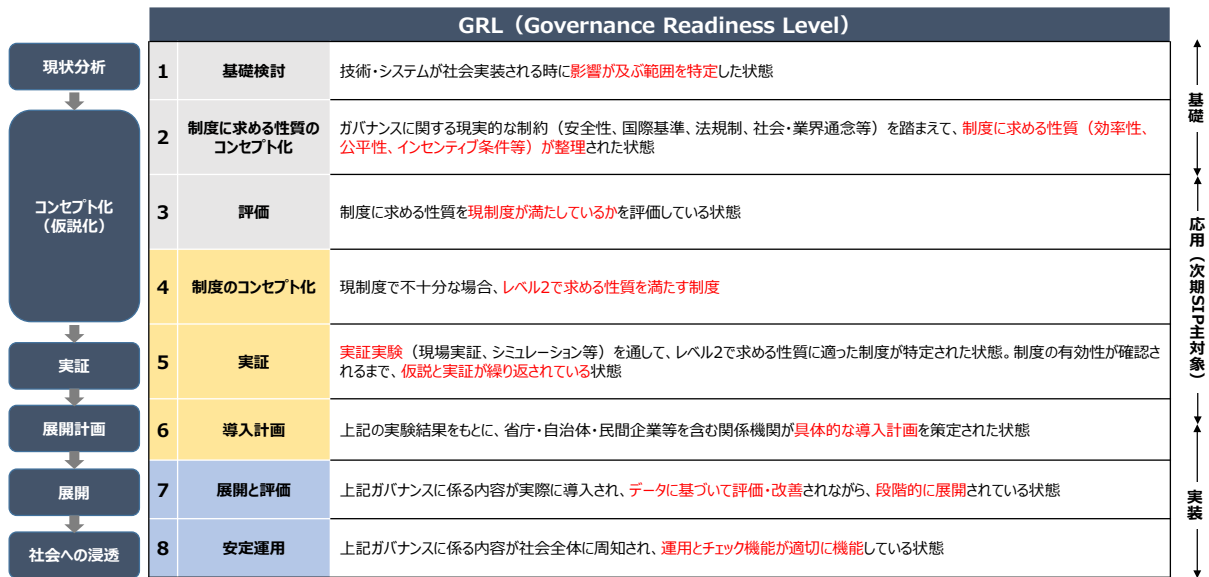 GRL（Governance Readiness Level）
現状分析
1
基礎検討
技術・システムが社会実装される時に影響が及ぶ範囲を特定した状態
コンセプト化
（仮説化）
2
制度に求める性質の
コンセプト化
ガバナンスに関する現実的な制約（安全性、国際基準、法規制、社会・業界通念等）を踏まえて、制度に求める性質（効率性、
公平性、インセンティブ条件等）が整理された状態
3
評価
制度に求める性質を現制度が満たしているかを評価している状態
4
制度のコンセプト化
現制度で不十分な場合、レベル2で求める性質を満たす制度
実証
5
実証
実証実験（現場実証、シミュレーション等）を通して、レベル2で求める性質に適った制度が特定された状態。制度の有効性が確認さ
れるまで、仮説と実証が繰り返されている状態
展開計画
6
導入計画
上記の実験結果をもとに、省庁・自治体・民間企業等を含む関係機関が具体的な導入計画を策定された状態
展開
7
展開と評価
上記ガバナンスに係る内容が実際に導入され、データに基づいて評価・改善されながら、段階的に展開されている状態
社会への浸透
8
安定運用
上記ガバナンスに係る内容が社会全体に周知され、運用とチェック機能が適切に機能している状態
基礎
応用（次期SIP主対象）
実装